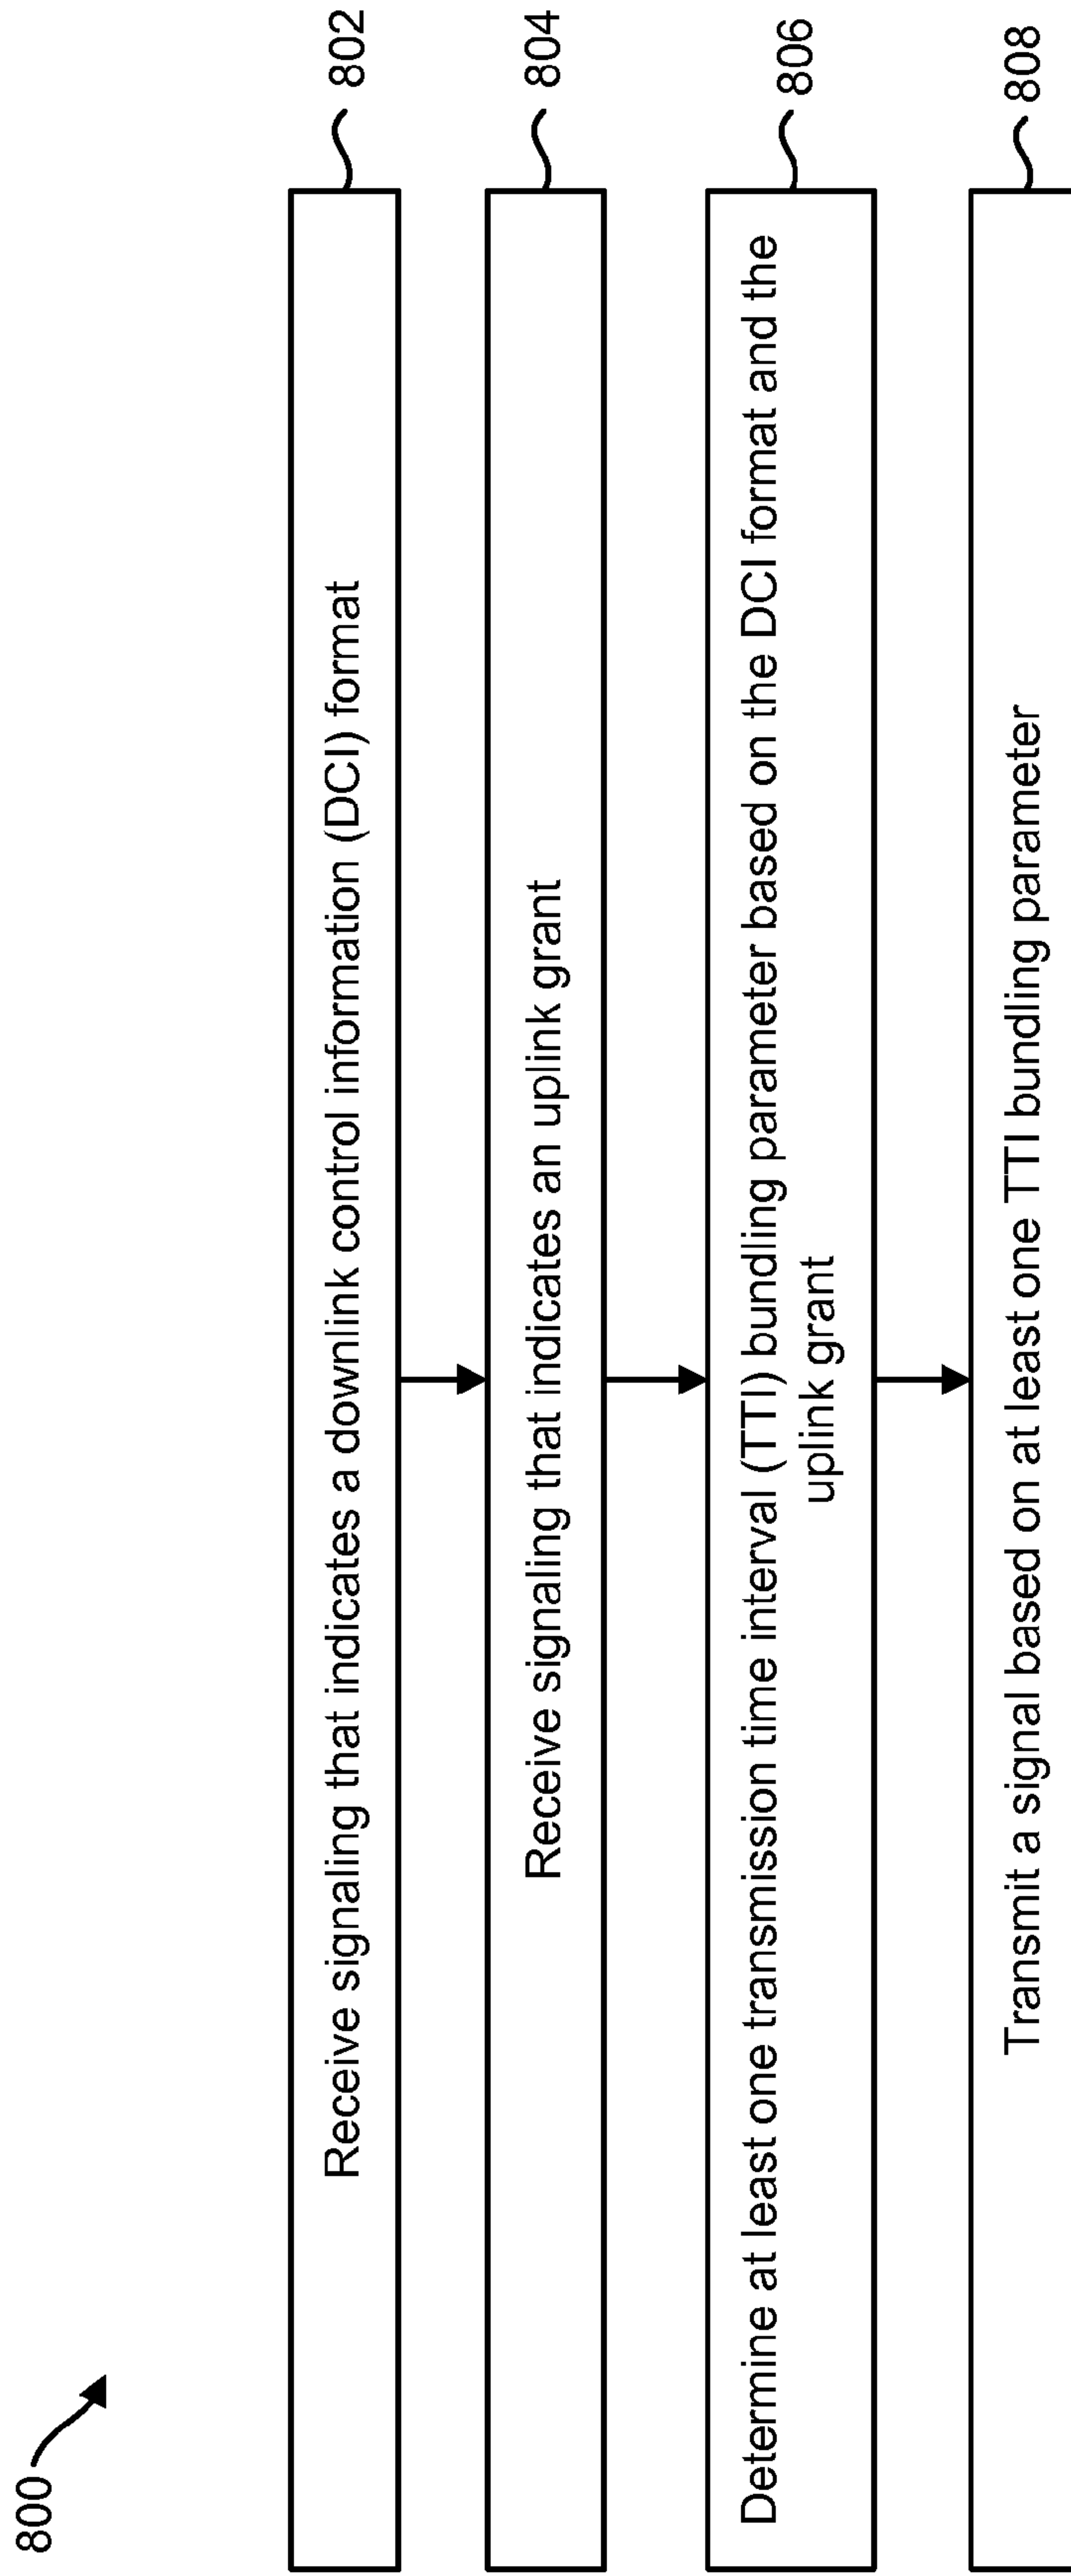 800
Receive signaling that indicates a downlink control information (DCI) format
802
Receive signaling that indicates an uplink grant
804
Determine at least one transmission time interval (TTI) bundling parameter based on the DCI format and the
uplink grant
806
Transmit a signal based on at least one TTI bundling parameter
808